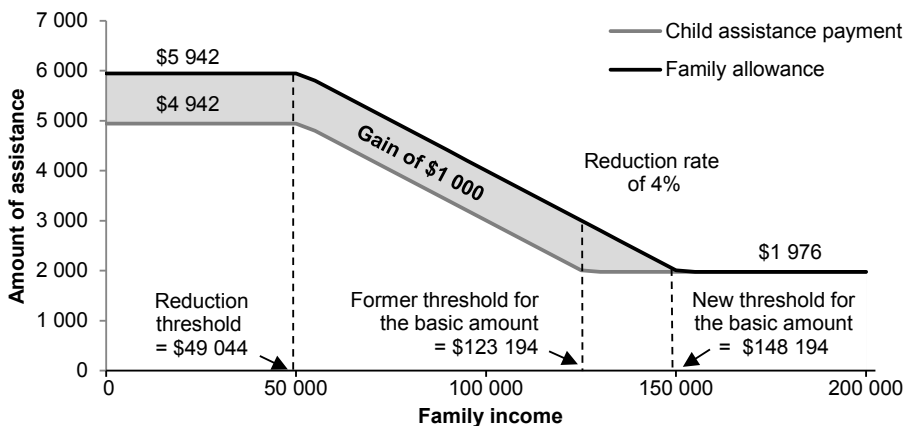 7 000
6 000
5 000
4 000
3 000
2 000
1 000
0
Amount of assistance
Child assistance payment
Family allowance
$5 942
$4 942
Gain of $1 000
Reduction rate
of 4%
$1 976
Reduction
threshold
= $49 044
Former threshold for
the basic amount
= $123 194
New threshold for
the basic amount
= $148 194
0
50 000
100 000
150 000
200 000
Family income